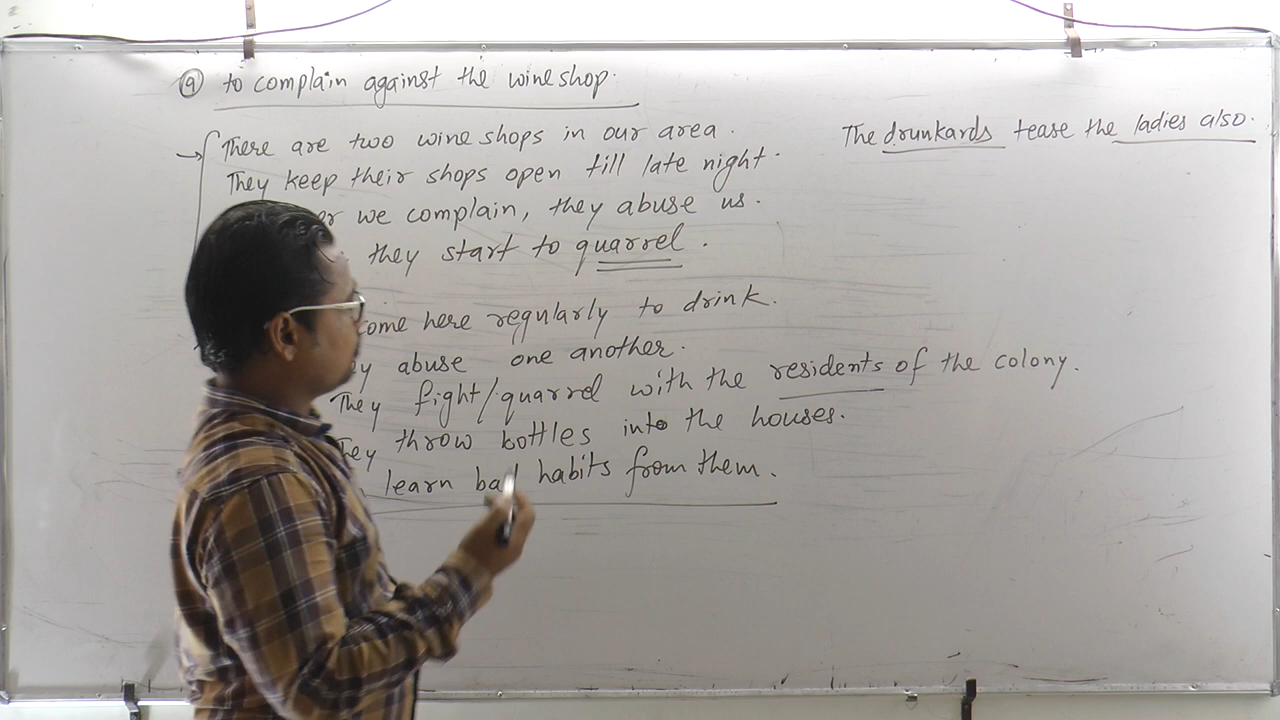 (9) to complain against the wine shop.
There are two wine shops in our area.
They keep their shops open till late night.
we complain, they abuse us.
they start to quarrel.
come here regularly to drink.
abuse one another.
They fight/quarrel with the residents of the colony.
They throw bottles into the houses.
learn bad habits from them.
The drunkards tease the ladies also.